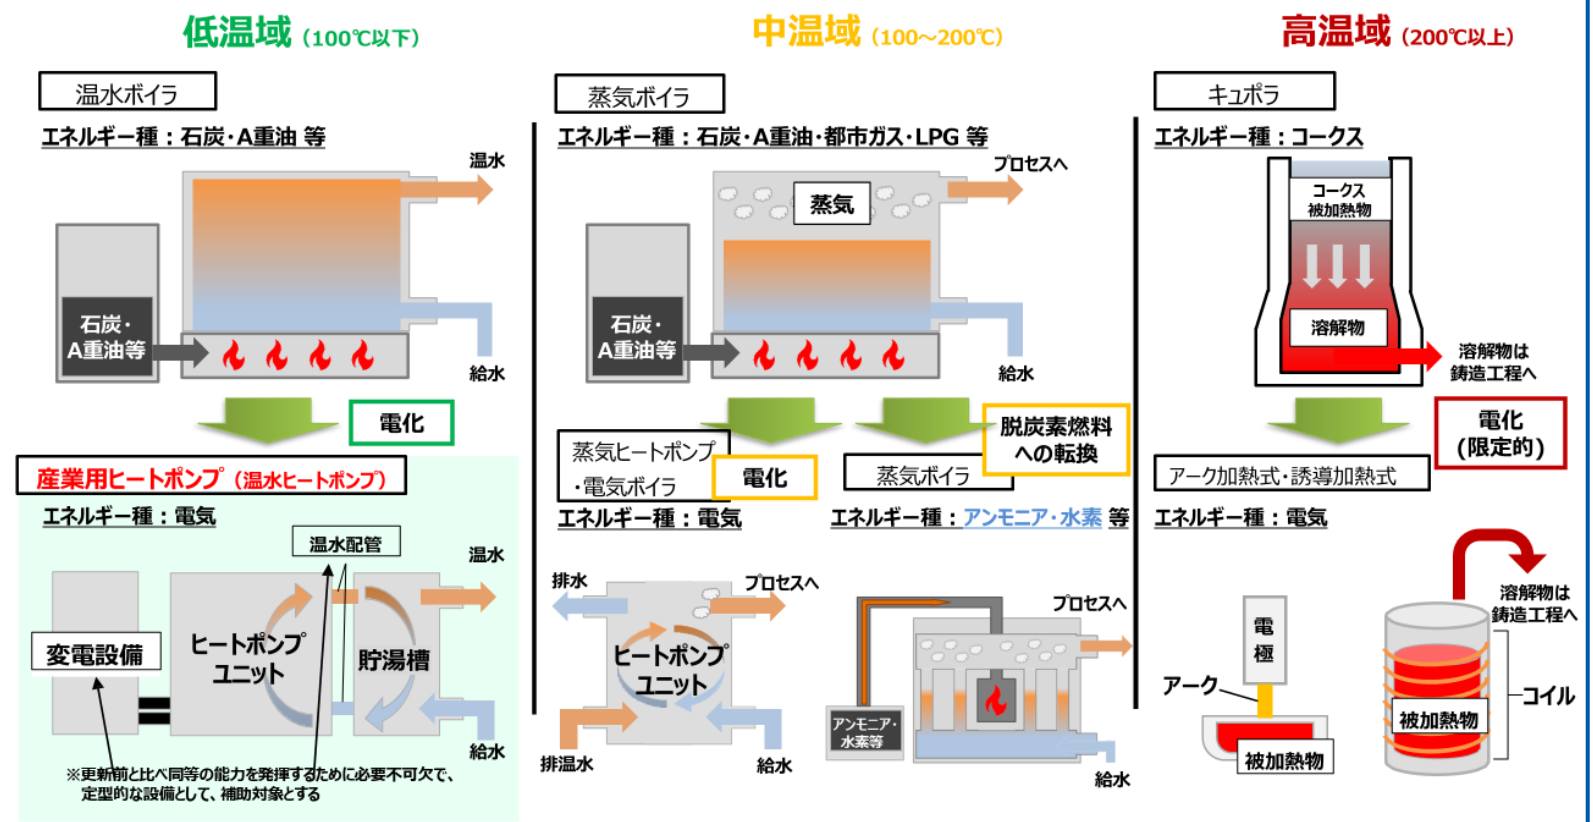 低温域（100℃以下）
温水ボイラ
エネルギー種：石炭・A重油 等
温水
石炭・
A重油等
給水
電化
産業用ヒートポンプ（温水ヒートポンプ）
エネルギー種：電気
温水配管
温水
変電設備
ヒートポンプ
ユニット
貯湯槽
給水
※更新前と比べ同等の能力を発揮するために必要不可欠で、
定型的な設備として、補助対象とする
中温域（100～200℃）
蒸気ボイラ
エネルギー種：石炭・A重油・都市ガス・LPG 等
プロセスへ
蒸気
石炭・
A重油等
給水
蒸気ヒートポンプ
・電気ボイラ
電化
エネルギー種：電気
排水
プロセスへ
ヒートポンプ
ユニット
排温水
給水
脱炭素燃料
への転換
蒸気ボイラ
エネルギー種：アンモニア・水素 等
プロセスへ
アンモニア・
水素等
給水
高温域（200℃以上）
キュポラ
エネルギー種：コークス
コークス
被加熱物
溶解物
溶解物は
鋳造工程へ
電化
(限定的)
アーク加熱式・誘導加熱式
エネルギー種：電気
電
極
アーク
被加熱物
溶解物は
鋳造工程へ
コイル
被加熱物